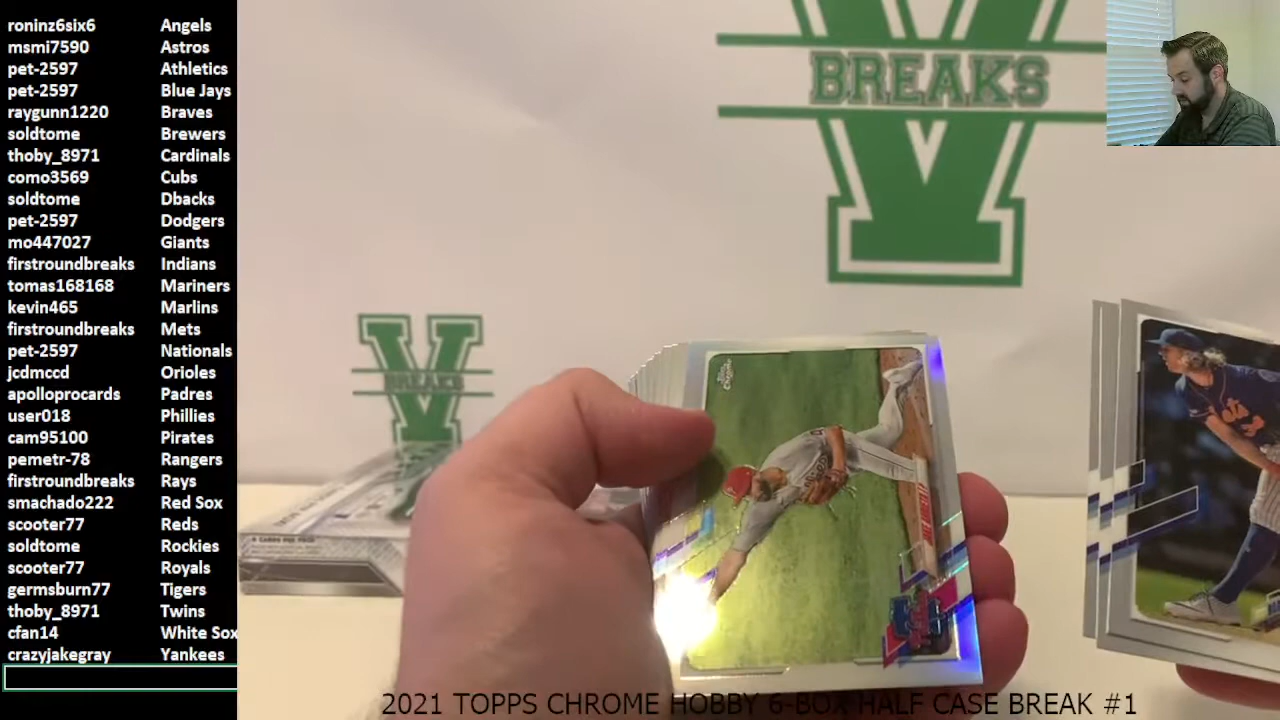 roninz6six6 Angels
msmi7590 Astros
pet-2597 Athletics
pet-2597 Blue Jays
raygunn1220 Braves
soldtome Brewers
thoby_8971 Cardinals
como3569 Cubs
soldtome Dbacks
pet-2597 Dodgers
mo447027 Giants
firstroundbreaks Indians
tomas168168 Mariners
kevin465 Marlins
firstroundbreaks Mets
pet-2597 Nationals
jcdmccd Orioles
apolloprocards Padres
user018 Phillies
cam95100 Pirates
pemetr-78 Rangers
firstroundbreaks Rays
smachado222 Red Sox
scooter77 Reds
soldtome Rockies
scooter77 Royals
germsburn77 Tigers
thoby_8971 Twins
cfan14 White Sox
crazyjakegray Yankees
V
BREAKS
V
BREAKS
Mets
2021 TOPPS CHROME HOBBY 6-BOX HALF CASE BREAK #1